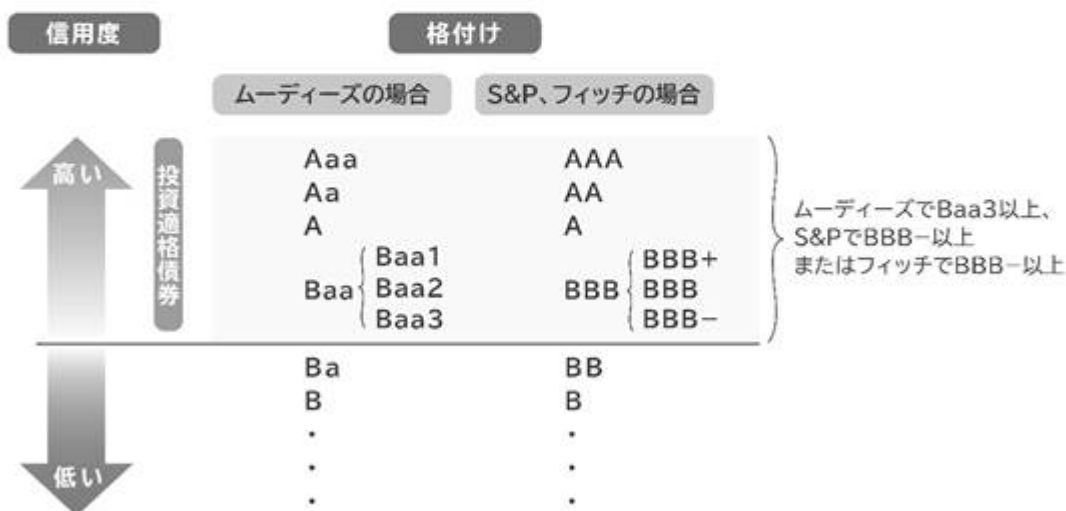 信用度
格付け
ムーディーズの場合
S&P、フィッチの場合
高い
投資適格債券
Aaa
AAA
Aa
AA
A
A
Baa
Baa1
Baa2
Baa3
BBB
BBB+
BBB
BBB−
ムーディーズでBaa3以上、
S&PでBBB−以上
またはフィッチでBBB−以上
Ba
BB
B
B
・
・
・
・
・
・
低い